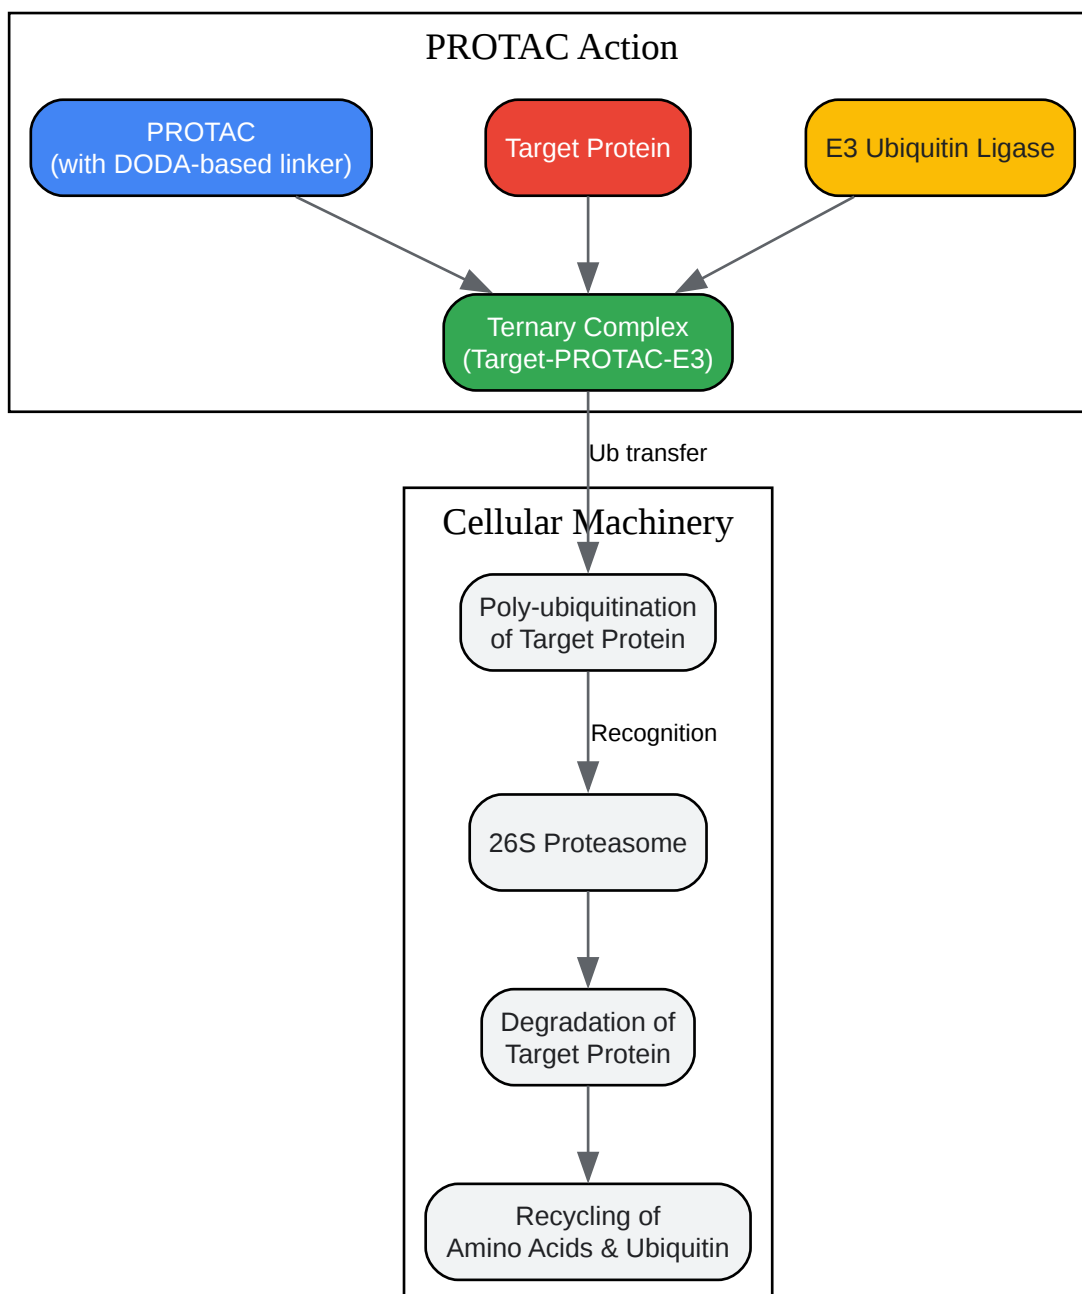 PROTAC Action
PROTAC
(with DODA-based linker)
Target Protein
E3 Ubiquitin Ligase
Ternary Complex
(Target-PROTAC-E3)
Ub transfer
Cellular Machinery
Poly-ubiquitination
of Target Protein
Recognition
26S Proteasome
Degradation of
Target Protein
Recycling of
Amino Acids & Ubiquitin